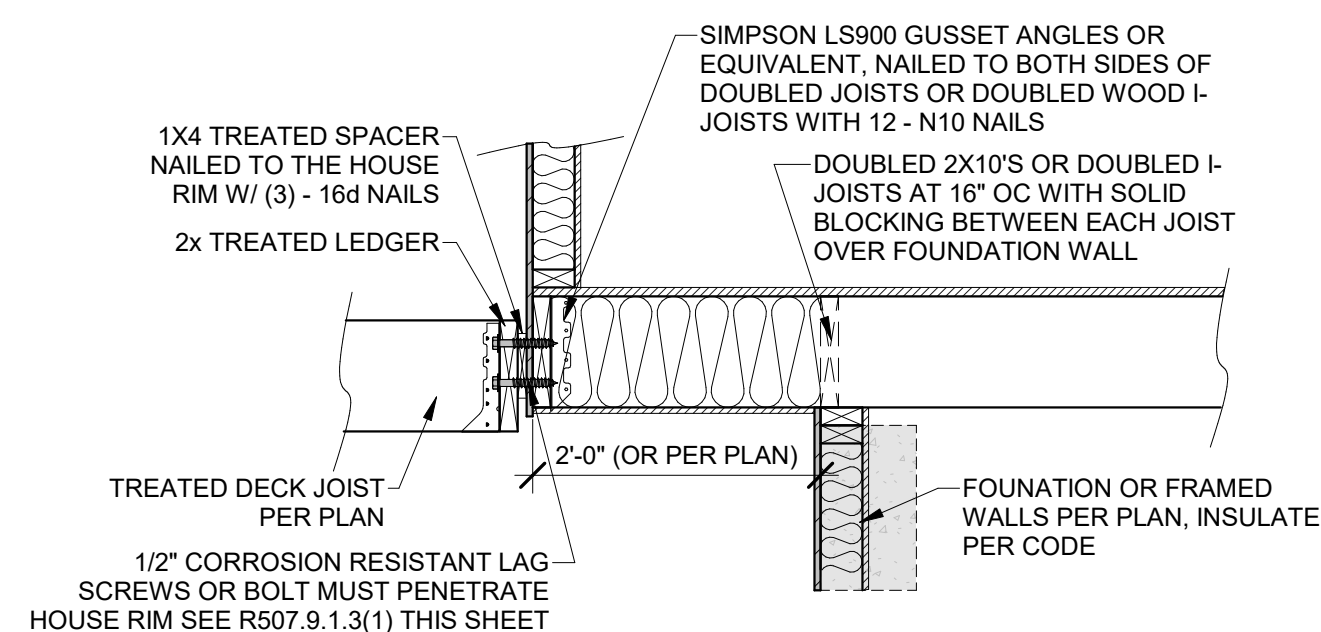 SIMPSON LS900 GUSSET ANGLES OR
EQUIVALENT, NAILED TO BOTH SIDES OF
DOUBLED JOISTS OR DOUBLED WOOD I-
JOISTS WITH 12 - N10 NAILS
1X4 TREATED SPACER
NAILED TO THE HOUSE
RIM W/ (3) - 16d NAILS
2x TREATED LEDGER
DOUBLED 2X10'S OR DOUBLED I-
JOISTS AT 16" OC WITH SOLID
BLOCKING BETWEEN EACH JOIST
OVER FOUNDATION WALL
2'-0" (OR PER PLAN)
TREATED DECK JOIST
PER PLAN
FOUNATION OR FRAMED
WALLS PER PLAN, INSULATE
PER CODE
1/2" CORROSION RESISTANT LAG
SCREWS OR BOLT MUST PENETRATE
HOUSE RIM SEE R507.9.1.3(1) THIS SHEET